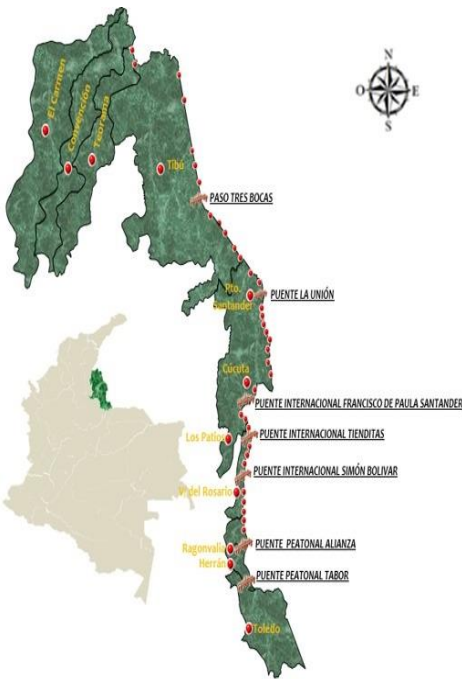 N
O
E
S
El Carmen
Convención
Teorama
Tibú
PASO TRES BOCAS
Pto.
Santander
PUENTE LA UNIÓN
Cúcuta
PUENTE INTERNACIONAL FRANCISCO DE PAULA SANTANDER
Los Patios
PUENTE INTERNACIONAL TIENDITAS
PUENTE INTERNACIONAL SIMÓN BOLIVAR
V. del Rosario
Ragonvalia
PUENTE PEATONAL ALIANZA
Herrán
PUENTE PEATONAL TABOR
Toledo